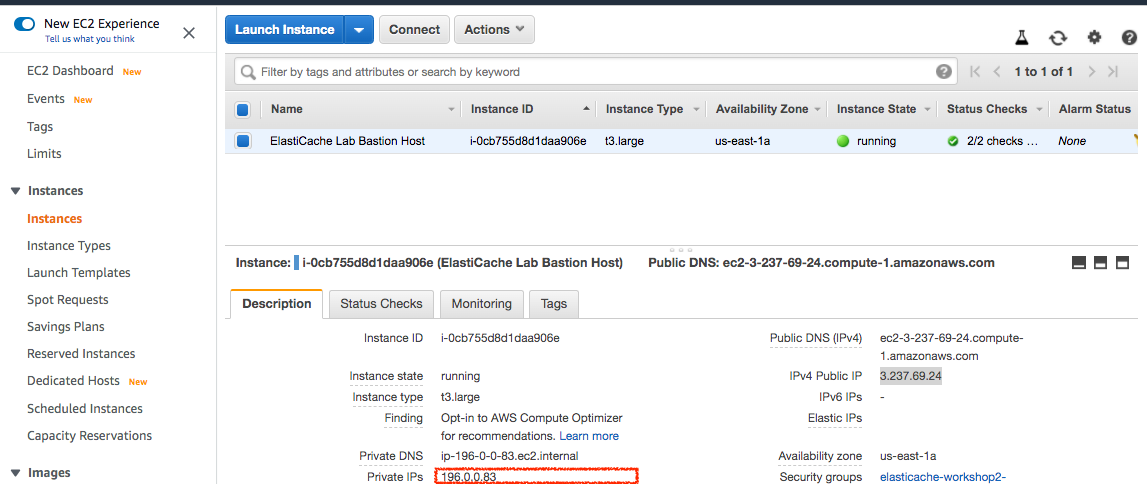 New EC2 Experience
Tell us what you think
EC2 Dashboard New
Events New
Tags
Limits
Instances
Instances
Instance Types
Launch Templates
Spot Requests
Savings Plans
Reserved Instances
Dedicated Hosts New
Scheduled Instances
Capacity Reservations
Images
Launch Instance Connect Actions
Filter by tags and attributes or search by keyword
1 to 1 of 1
Name Instance ID Instance Type Availability Zone Instance State Status Checks Alarm Status
ElastiCache Lab Bastion Host i-0cb755d8d1daa906e t3.large us-east-1a running 2/2 checks ... None
Instance: i-0cb755d8d1daa906e (ElastiCache Lab Bastion Host) Public DNS: ec2-3-237-69-24.compute-1.amazonaws.com
Description Status Checks Monitoring Tags
Instance ID i-0cb755d8d1daa906e
Instance state running
Instance type t3.large
Finding Opt-in to AWS Compute Optimizer
for recommendations. Learn more
Private DNS ip-196-0-0-83.ec2.internal
Private IPs 196.0.0.83
Public DNS (IPv4) ec2-3-237-69-24.compute-
1.amazonaws.com
IPv4 Public IP 3.237.69.24
IPv6 IPs -
Elastic IPs
Availability zone us-east-1a
Security groups elasticache-workshop2-